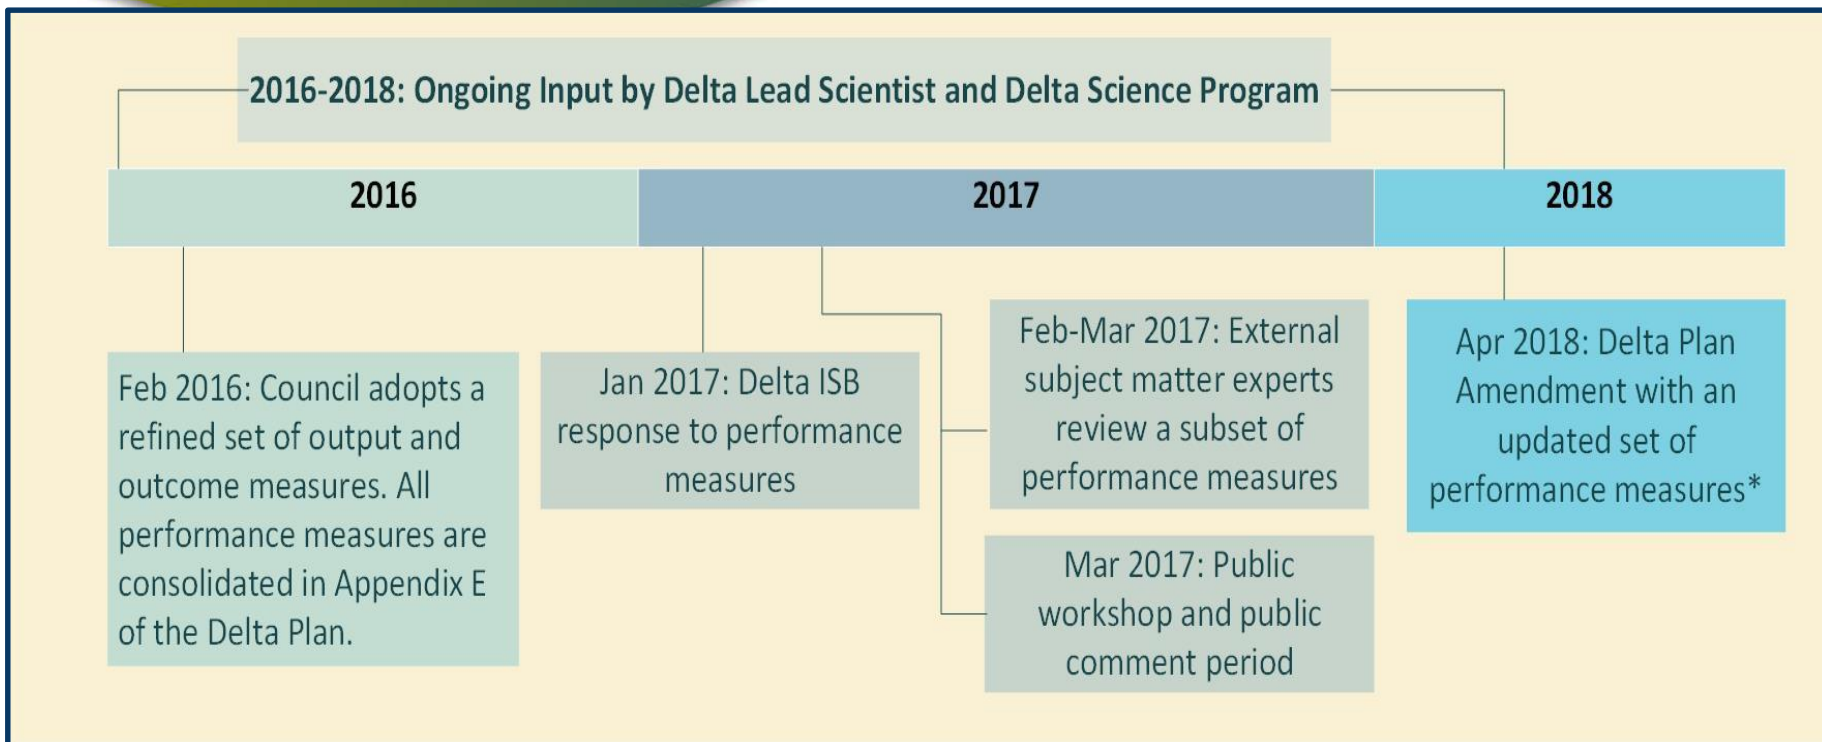 2016-2018: Ongoing Input by Delta Lead Scientist and Delta Science Program
2016
2017
2018
Feb 2016: Council adopts a
refined set of output and
outcome measures. All
performance measures are
consolidated in Appendix E
of the Delta Plan.
Jan 2017: Delta ISB
response to performance
measures
Feb-Mar 2017: External
subject matter experts
review a subset of
performance measures
Mar 2017: Public
workshop and public
comment period
Apr 2018: Delta Plan
Amendment with an
updated set of
performance measures*